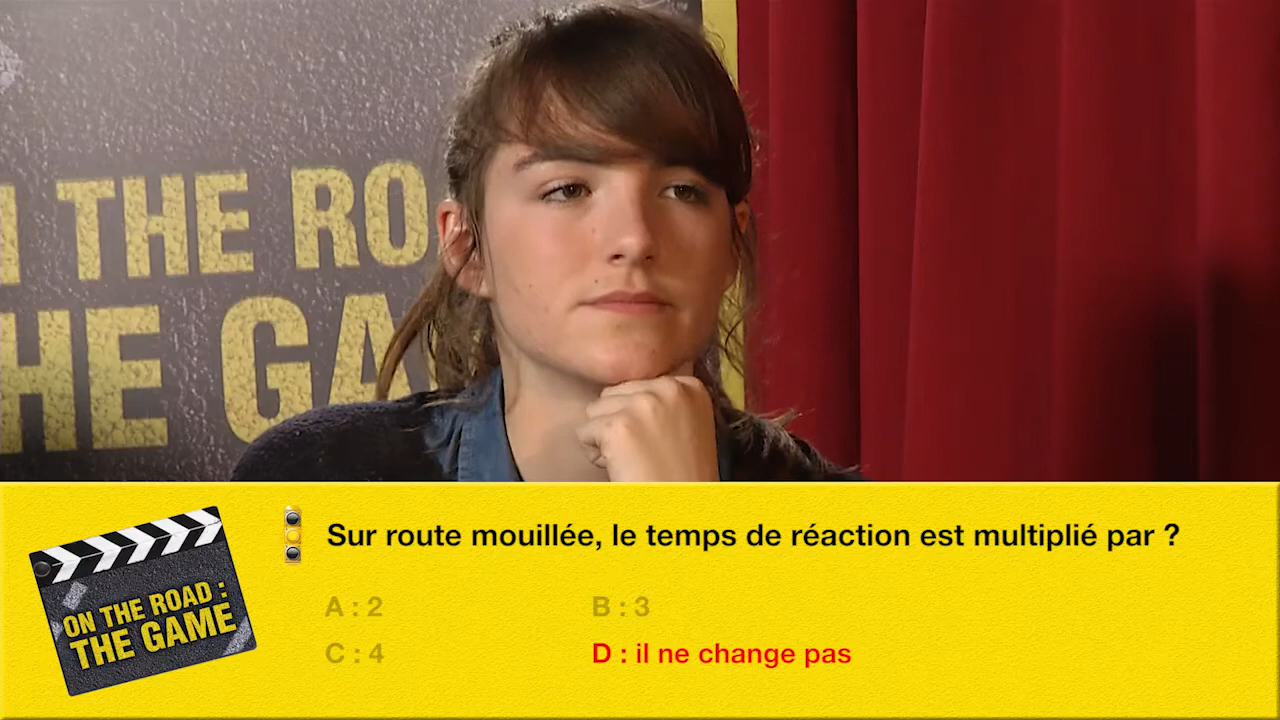 THE RO
HE GA
Sur route mouillée, le temps de réaction est multiplié par ?
A : 2
B : 3
C : 4
D : il ne change pas
ON THE ROAD :
THE GAME